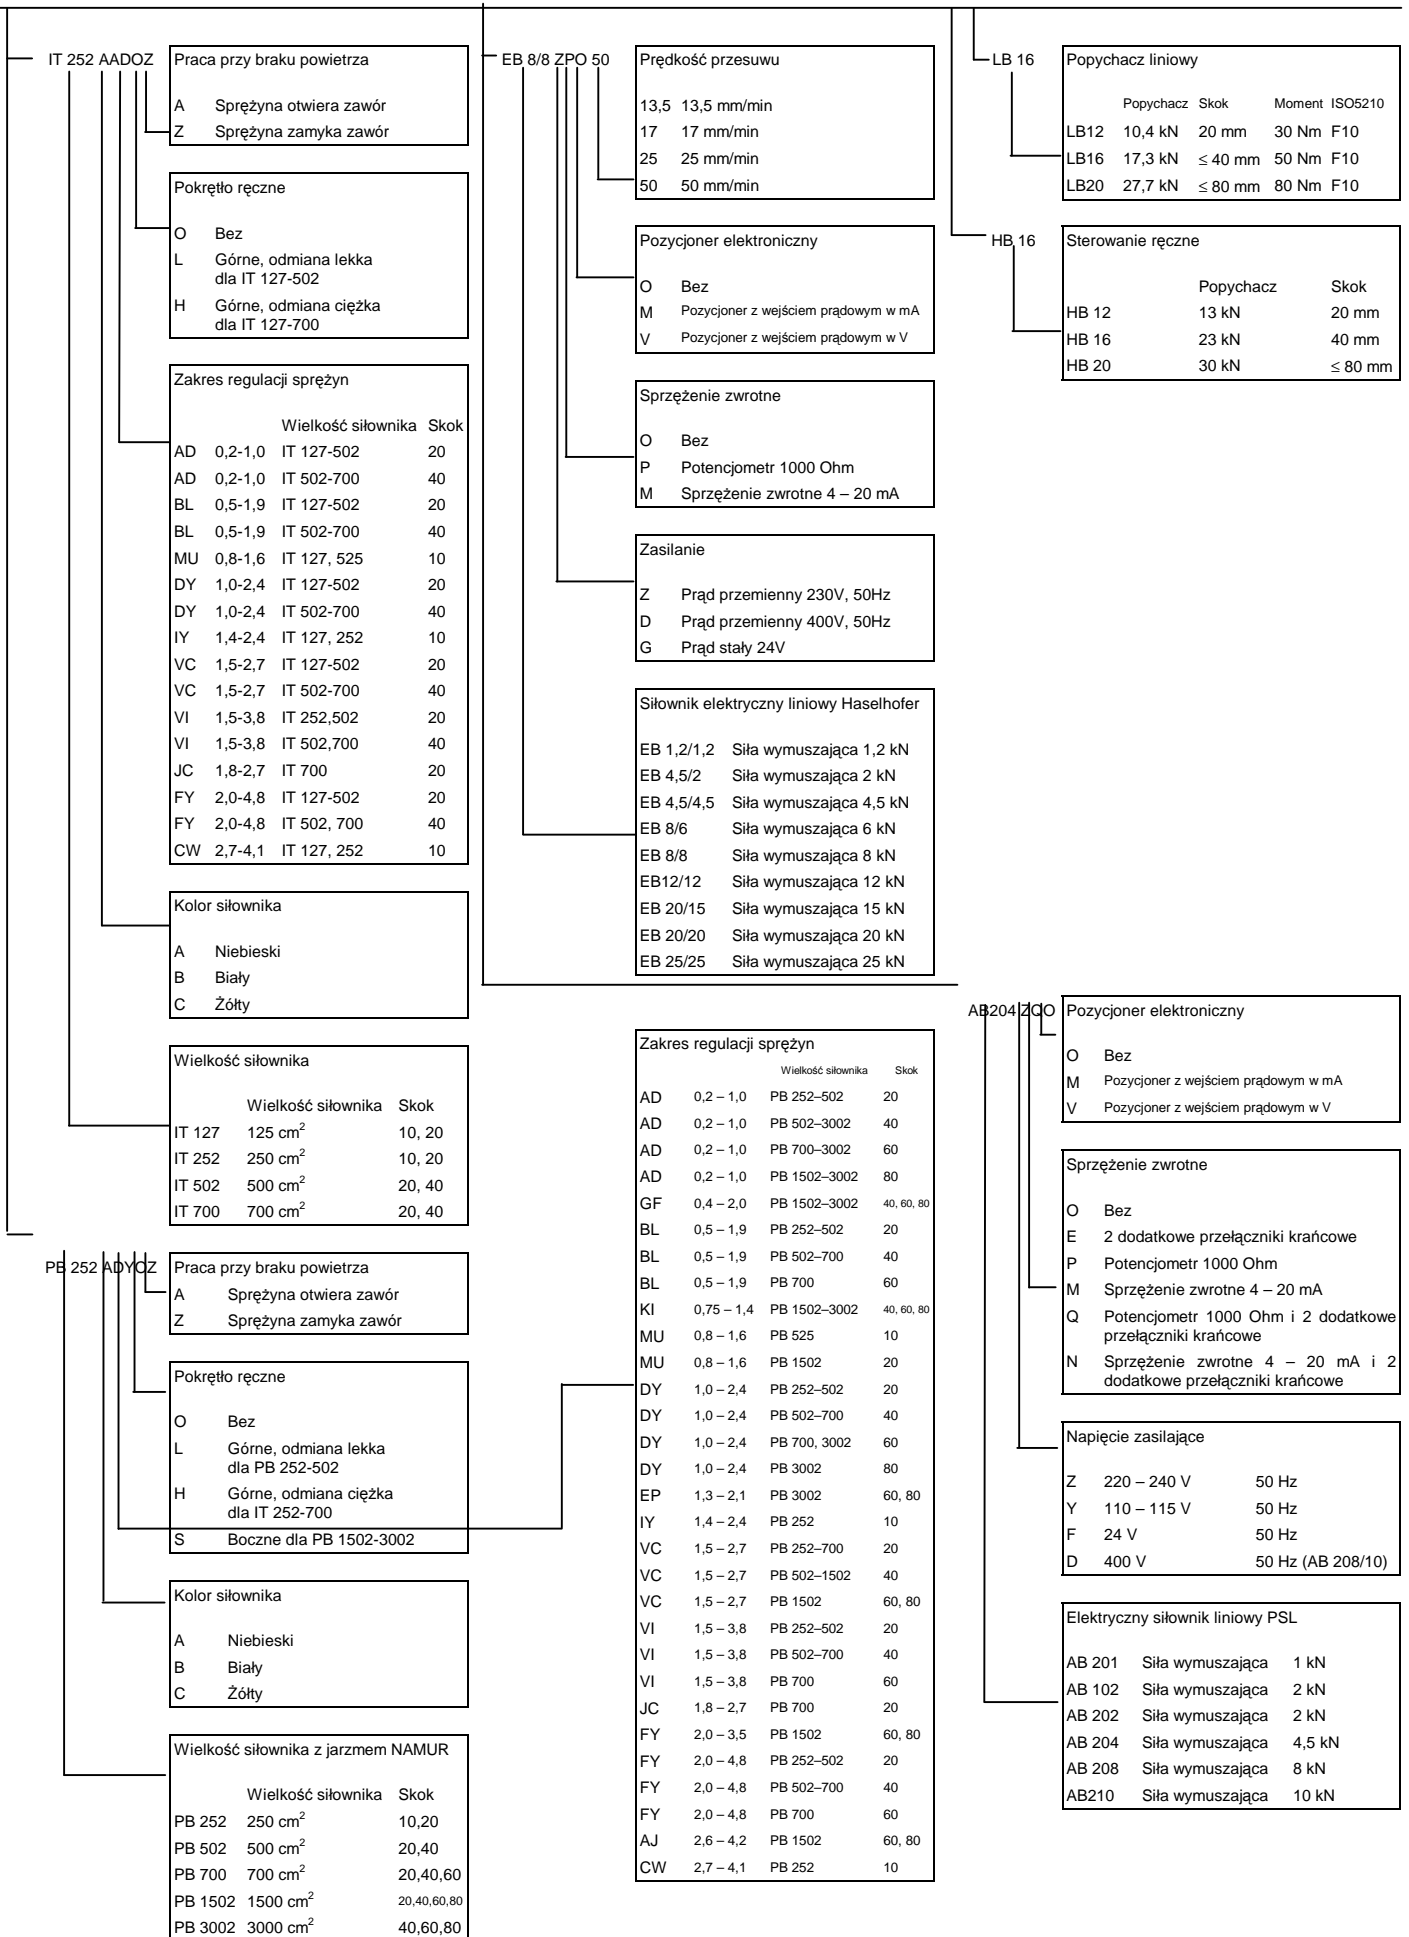 IT 252 AADOZ
Praca przy braku powietrza
A Sprężyna otwiera zawór
Z Sprężyna zamyka zawór
Pokrętło ręczne
O Bez
L Górne, odmiana lekka
dla IT 127-502
H Górne, odmiana ciężka
dla IT 127-700
Zakres regulacji sprężyn
Wielkość siłownika Skok
AD 0,2-1,0 IT 127-502 20
AD 0,2-1,0 IT 502-700 40
BL 0,5-1,9 IT 127-502 20
BL 0,5-1,9 IT 502-700 40
MU 0,8-1,6 IT 127, 525 10
DY 1,0-2,4 IT 127-502 20
DY 1,0-2,4 IT 502-700 40
IY 1,4-2,4 IT 127, 252 10
VC 1,5-2,7 IT 127-502 20
VC 1,5-2,7 IT 502-700 40
VI 1,5-3,8 IT 252,502 20
VI 1,5-3,8 IT 502,700 40
JC 1,8-2,7 IT 700 20
FY 2,0-4,8 IT 127-502 20
FY 2,0-4,8 IT 502, 700 40
CW 2,7-4,1 IT 127, 252 10
Kolor siłownika
A Niebieski
B Biały
C Żółty
Wielkość siłownika
Wielkość siłownika Skok
IT 127 125 cm² 10, 20
IT 252 250 cm² 10, 20
IT 502 500 cm² 20, 40
IT 700 700 cm² 20, 40
PB 252 ADYOZ
Praca przy braku powietrza
A Sprężyna otwiera zawór
Z Sprężyna zamyka zawór
Pokrętło ręczne
O Bez
L Górne, odmiana lekka
dla PB 252-502
H Górne, odmiana ciężka
dla IT 252-700
S Boczne dla PB 1502-3002
Kolor siłownika
A Niebieski
B Biały
C Żółty
Wielkość siłownika z jarzmem NAMUR
Wielkość siłownika Skok
PB 252 250 cm² 10,20
PB 502 500 cm² 20,40
PB 700 700 cm² 20,40,60
PB 1502 1500 cm² 20,40,60,80
PB 3002 3000 cm² 40,60,80
EB 8/8 ZPO 50
Prędkość przesuwu
13,5 13,5 mm/min
17 17 mm/min
25 25 mm/min
50 50 mm/min
Pozycjoner elektroniczny
O Bez
M Pozycjoner z wejściem prądowym w mA
V Pozycjoner z wejściem prądowym w V
Sprzężenie zwrotne
O Bez
P Potencjometr 1000 Ohm
M Sprzężenie zwrotne 4 – 20 mA
Zasilanie
Z Prąd przemienny 230V, 50Hz
D Prąd przemienny 400V, 50Hz
G Prąd stały 24V
Siłownik elektryczny liniowy Haselhofer
EB 1,2/1,2 Siła wymuszająca 1,2 kN
EB 4,5/2 Siła wymuszająca 2 kN
EB 4,5/4,5 Siła wymuszająca 4,5 kN
EB 8/6 Siła wymuszająca 6 kN
EB 8/8 Siła wymuszająca 8 kN
EB12/12 Siła wymuszająca 12 kN
EB 20/15 Siła wymuszająca 15 kN
EB 20/20 Siła wymuszająca 20 kN
EB 25/25 Siła wymuszająca 25 kN
Zakres regulacji sprężyn
Wielkość siłownika Skok
AD 0,2 – 1,0 PB 252–502 20
AD 0,2 – 1,0 PB 502–3002 40
AD 0,2 – 1,0 PB 700–3002 60
AD 0,2 – 1,0 PB 1502–3002 80
GF 0,4 – 2,0 PB 1502–3002 40, 60, 80
BL 0,5 – 1,9 PB 252–502 20
BL 0,5 – 1,9 PB 502–700 40
BL 0,5 – 1,9 PB 700 60
KI 0,75 – 1,4 PB 1502–3002 40, 60, 80
MU 0,8 – 1,6 PB 525 10
MU 0,8 – 1,6 PB 1502 20
DY 1,0 – 2,4 PB 252–502 20
DY 1,0 – 2,4 PB 502–700 40
DY 1,0 – 2,4 PB 700, 3002 60
DY 1,0 – 2,4 PB 3002 80
EP 1,3 – 2,1 PB 3002 60, 80
IY 1,4 – 2,4 PB 252 10
VC 1,5 – 2,7 PB 252–700 20
VC 1,5 – 2,7 PB 502–1502 40
VC 1,5 – 2,7 PB 1502 60, 80
VI 1,5 – 3,8 PB 252–502 20
VI 1,5 – 3,8 PB 502–700 40
VI 1,5 – 3,8 PB 700 60
JC 1,8 – 2,7 PB 700 20
FY 2,0 – 3,5 PB 1502 60, 80
FY 2,0 – 4,8 PB 252–502 20
FY 2,0 – 4,8 PB 502–700 40
FY 2,0 – 4,8 PB 700 60
AJ 2,6 – 4,2 PB 1502 60, 80
CW 2,7 – 4,1 PB 252 10
LB 16
Popychacz liniowy
Popychacz Skok Moment ISO5210
LB12 10,4 kN 20 mm 30 Nm F10
LB16 17,3 kN ≤ 40 mm 50 Nm F10
LB20 27,7 kN ≤ 80 mm 80 Nm F10
HB 16
Sterowanie ręczne
Popychacz Skok
HB 12 13 kN 20 mm
HB 16 23 kN 40 mm
HB 20 30 kN ≤ 80 mm
AB204 ZQO
Pozycjoner elektroniczny
O Bez
M Pozycjoner z wejściem prądowym w mA
V Pozycjoner z wejściem prądowym w V
Sprzężenie zwrotne
O Bez
E 2 dodatkowe przełączniki krańcowe
P Potencjometr 1000 Ohm
M Sprzężenie zwrotne 4 – 20 mA
Q Potencjometr 1000 Ohm i 2 dodatkowe
przełączniki krańcowe
N Sprzężenie zwrotne 4 – 20 mA i 2
dodatkowe przełączniki krańcowe
Napięcie zasilające
Z 220 – 240 V 50 Hz
Y 110 – 115 V 50 Hz
F 24 V 50 Hz
D 400 V 50 Hz (AB 208/10)
Elektryczny siłownik liniowy PSL
AB 201 Siła wymuszająca 1 kN
AB 102 Siła wymuszająca 2 kN
AB 202 Siła wymuszająca 2 kN
AB 204 Siła wymuszająca 4,5 kN
AB 208 Siła wymuszająca 8 kN
AB210 Siła wymuszająca 10 kN